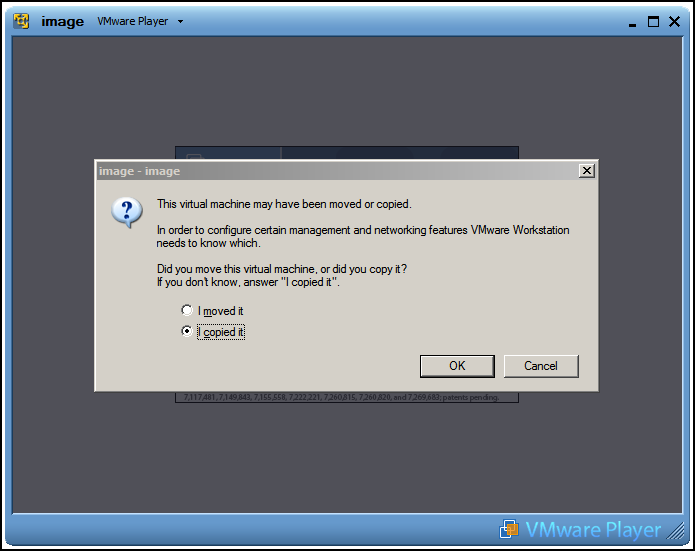 image VMware Player
image - image
This virtual machine may have been moved or copied.
In order to configure certain management and networking features VMware Workstation
needs to know which.
Did you move this virtual machine, or did you copy it?
If you don't know, answer "I copied it".
I moved it
I copied it
OK Cancel
7,117,481, 7,149,843, 7,155,558, 7,222,221, 7,260,815, 7,260,820, and 7,269,683; patents pending.
VMware Player